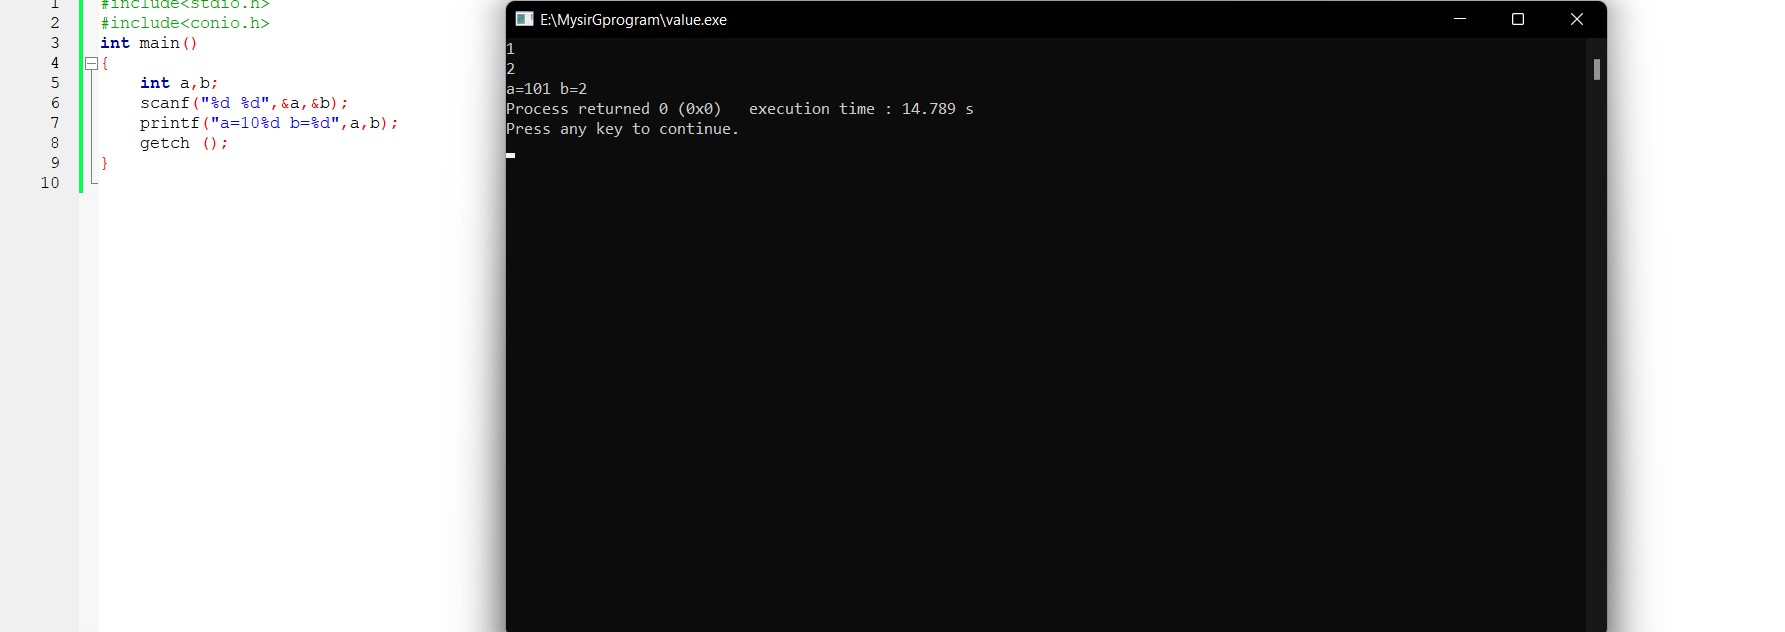 1 #include<stdio.h>
2 #include<conio.h>
3 int main()
4 {
5 int a,b;
6 scanf("%d %d",&a,&b);
7 printf("a=10%d b=%d",a,b);
8 getch ();
9 }
10
E:\MysirGprogram\value.exe
1
2
a=101 b=2
Process returned 0 (0x0)   execution time : 14.789 s
Press any key to continue.